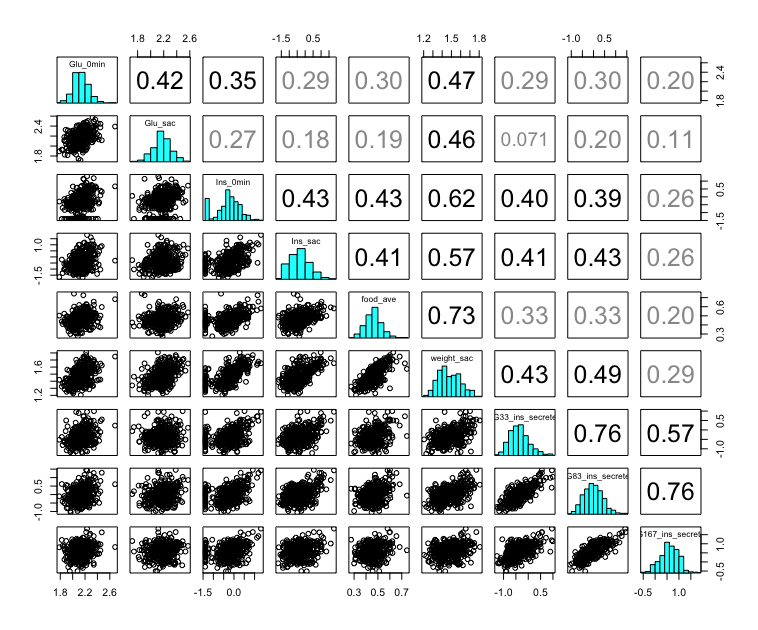 1.8 2.2 2.6 -1.5 0.5 1.2 1.5 1.8 -1.0 0.5
Glu_0min 0.42 0.35 0.29 0.30 0.47 0.29 0.30 0.20 1.8 2.4
1.8 2.4 Glu_sac 0.27 0.18 0.19 0.46 0.071 0.20 0.11
Ins_0min 0.43 0.43 0.62 0.40 0.39 0.26 -1.5 0.5
-1.5 1.0 Ins_sac 0.41 0.57 0.41 0.43 0.26
food_ave 0.73 0.33 0.33 0.20 0.3 0.6
1.2 1.6 weight_sac 0.43 0.49 0.29
G33_ins_secrete 0.76 0.57 -1.0 0.5
-1.0 0.5 G83_ins_secrete 0.76
G167_ins_secret -0.5 1.0
1.8 2.2 2.6 -1.5 0.0 0.3 0.5 0.7 -1.0 0.5 -0.5 1.0